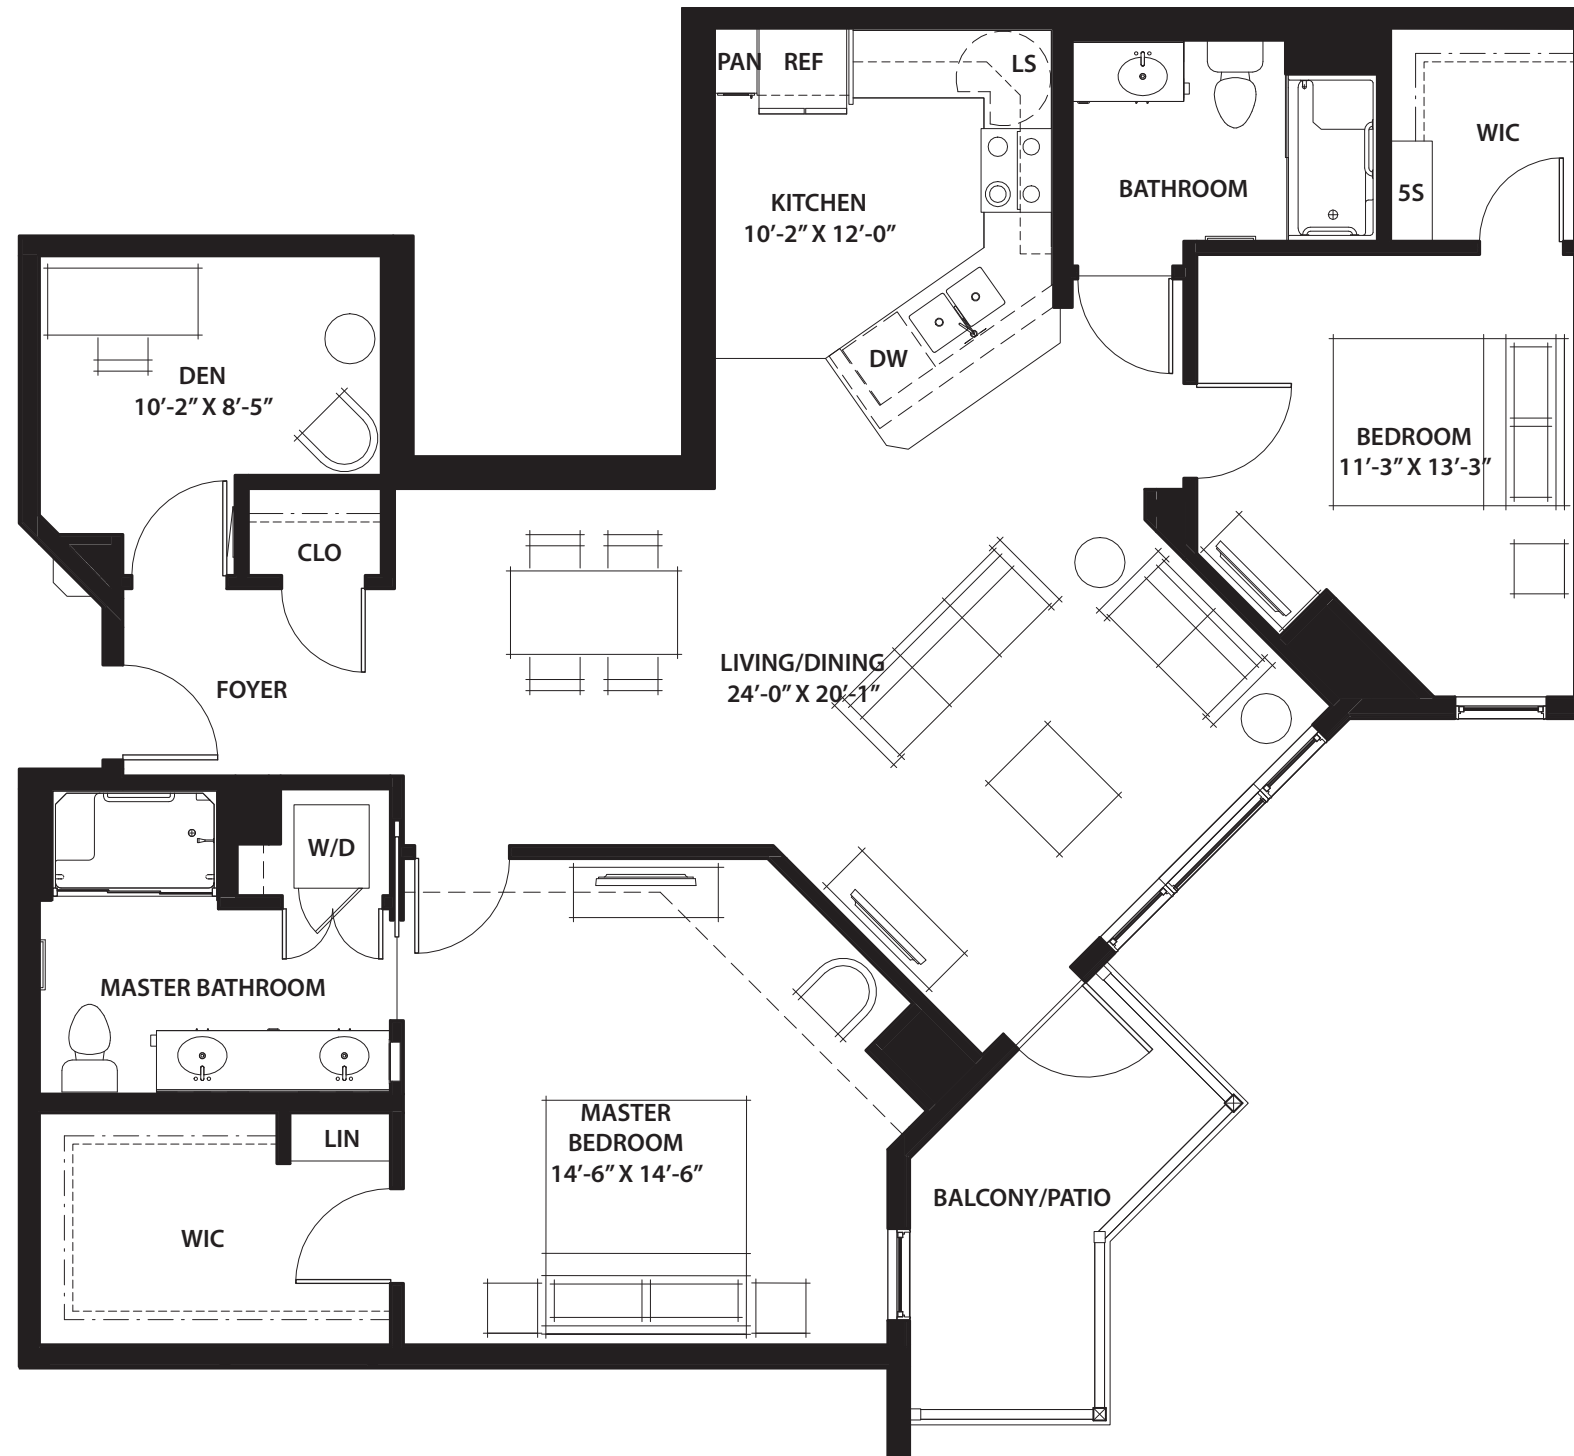 PAN
REF
LS
WIC
KITCHEN
10'-2” X 12'-0”
BATHROOM
5S
DEN
10'-2” X 8'-5”
DW
BEDROOM
11'-3” X 13'-3”
CLO
FOYER
LIVING/DINING
24'-0” X 20'-1”
W/D
MASTER BATHROOM
MASTER
BEDROOM
14'-6” X 14'-6”
LIN
WIC
BALCONY/PATIO